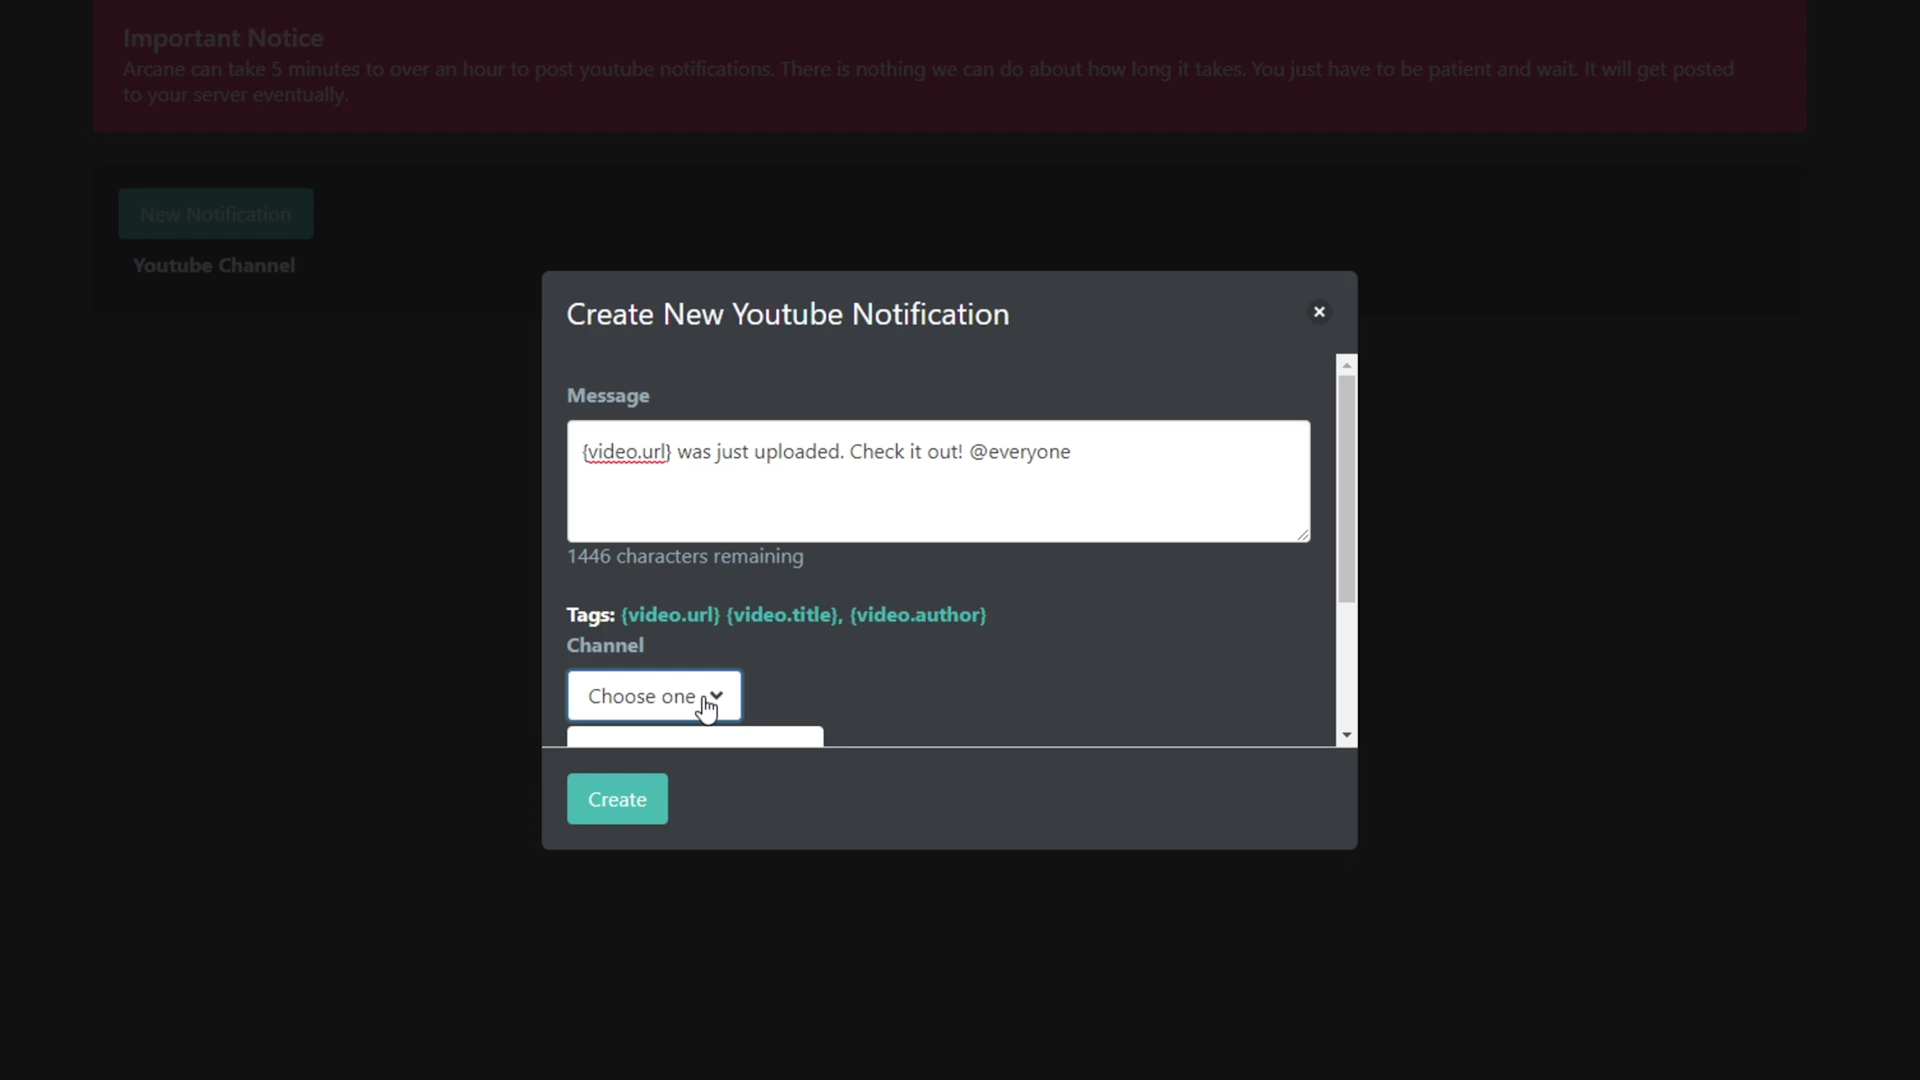 Important Notice
Arcane can take 5 minutes to over an hour to post youtube notifications. There is nothing we can do about how long it takes. You just have to be patient and wait. It will get posted
to your server eventually.
New Notification
Youtube Channel
Create New Youtube Notification
Message
{video.url} was just uploaded. Check it out! @everyone
1446 characters remaining
Tags: {video.url} {video.title}, {video.author}
Channel
Choose one
Create